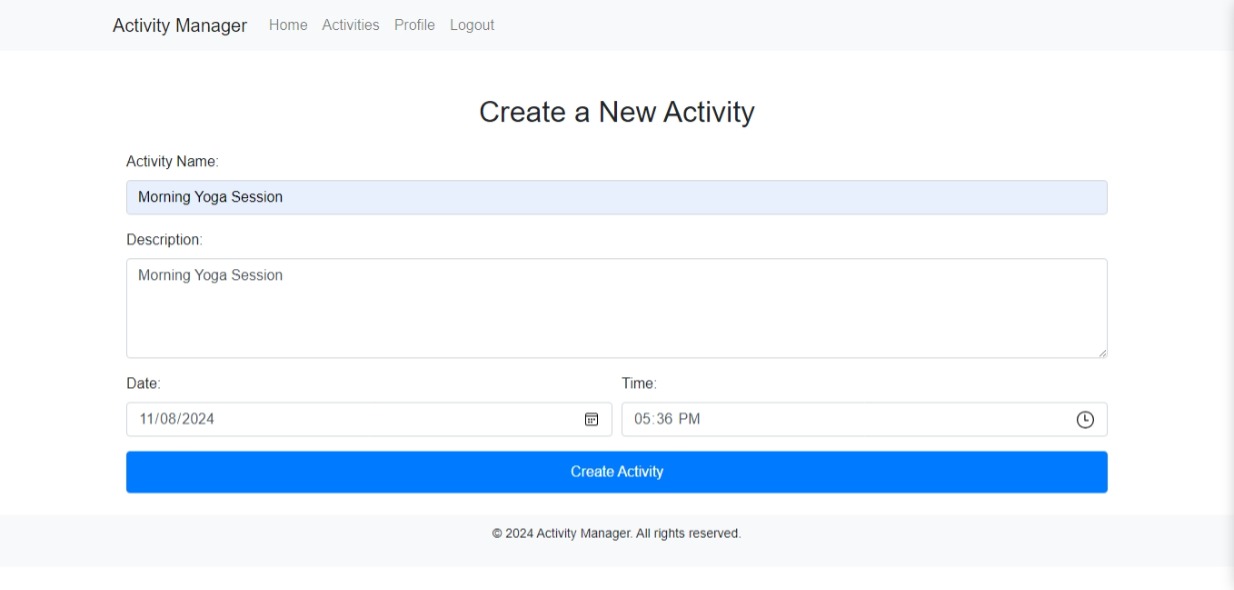 Activity Manager Home Activities Profile Logout
Create a New Activity
Activity Name:
Morning Yoga Session
Description:
Morning Yoga Session
Date: Time:
11/08/2024 05:36 PM
Create Activity
© 2024 Activity Manager. All rights reserved.